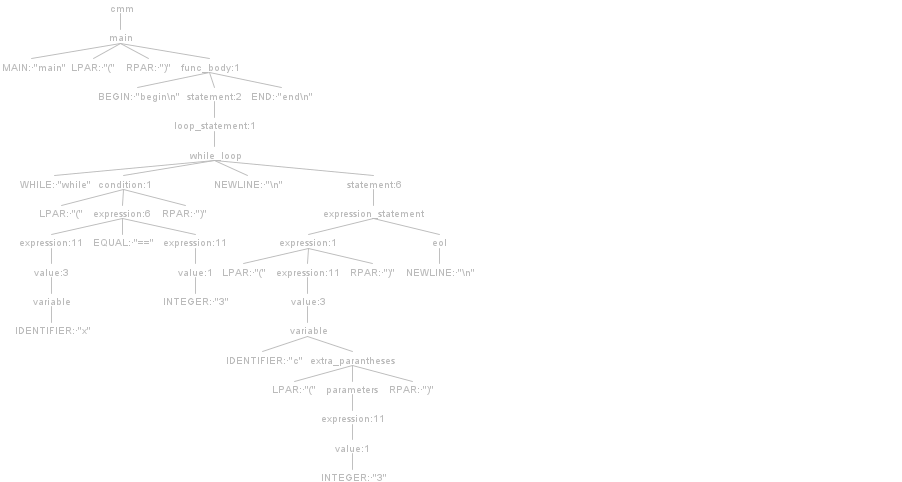 cmm
main
MAIN:"main" LPAR:"(" RPAR:")" func_body:1
BEGIN:"begin\n" statement:2 END:"end\n"
loop_statement:1
while_loop
WHILE:"while" condition:1 NEWLINE:"\n" statement:6
LPAR:"(" expression:6 RPAR:")" expression_statement
expression:11 EQUAL:"==" expression:11 expression:1 eol
value:3 value:1 LPAR:"(" expression:11 RPAR:")" NEWLINE:"\n"
variable INTEGER:"3" value:3
IDENTIFIER:"x" variable
IDENTIFIER:"c" extra_parantheses
LPAR:"(" parameters RPAR:")"
expression:11
value:1
INTEGER:"3"